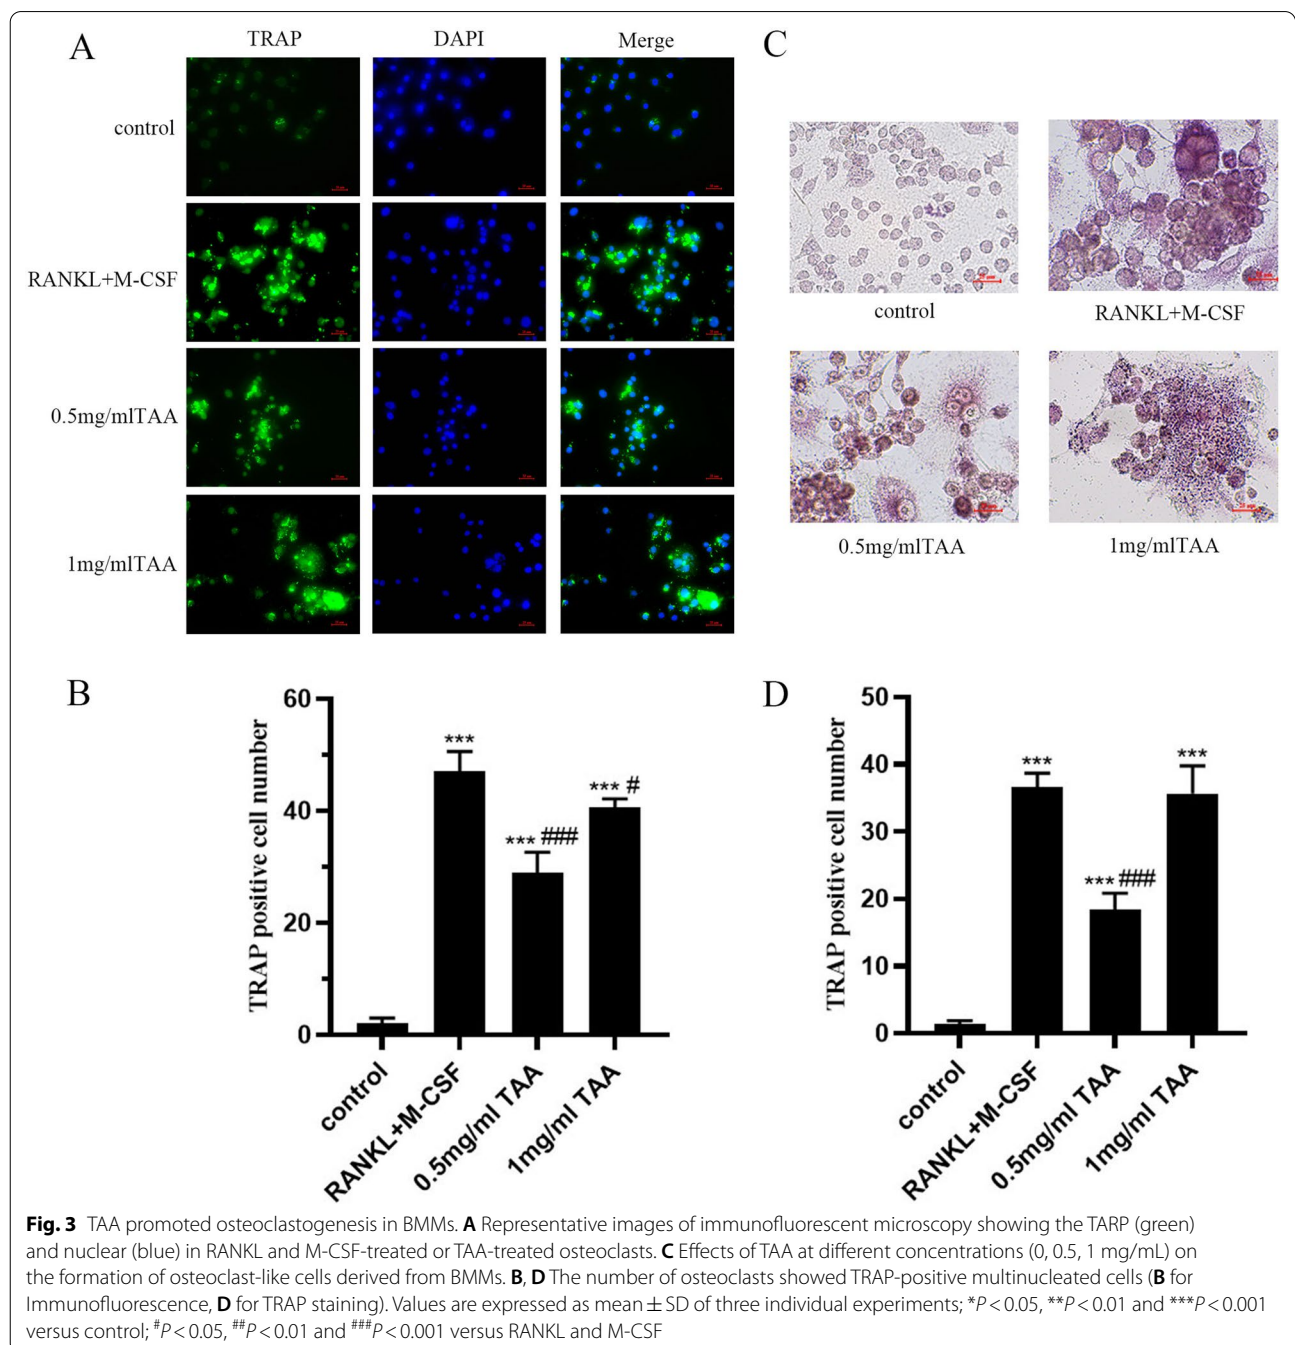 A
TRAP
DAPI
Merge
control
RANKL+M-CSF
0.5mg/mlTAA
1mg/mlTAA
C
control
RANKL+M-CSF
0.5mg/mlTAA
1mg/mlTAA
B
TRAP positive cell number
60
40
20
0
***
*** ###
*** #
control
RANKL+M-CSF
0.5mg/ml TAA
1mg/ml TAA
D
TRAP positive cell number
50
40
30
20
10
0
***
*** ###
***
control
RANKL+M-CSF
0.5mg/ml TAA
1mg/ml TAA
Fig. 3 TAA promoted osteoclastogenesis in BMMs. A Representative images of immunofluorescent microscopy showing the TARP (green)
and nuclear (blue) in RANKL and M-CSF-treated or TAA-treated osteoclasts. C Effects of TAA at different concentrations (0, 0.5, 1 mg/mL) on
the formation of osteoclast-like cells derived from BMMs. B, D The number of osteoclasts showed TRAP-positive multinucleated cells (B for
Immunofluorescence, D for TRAP staining). Values are expressed as mean ± SD of three individual experiments; *P < 0.05, **P < 0.01 and ***P < 0.001
versus control; #P < 0.05, ##P < 0.01 and ###P < 0.001 versus RANKL and M-CSF